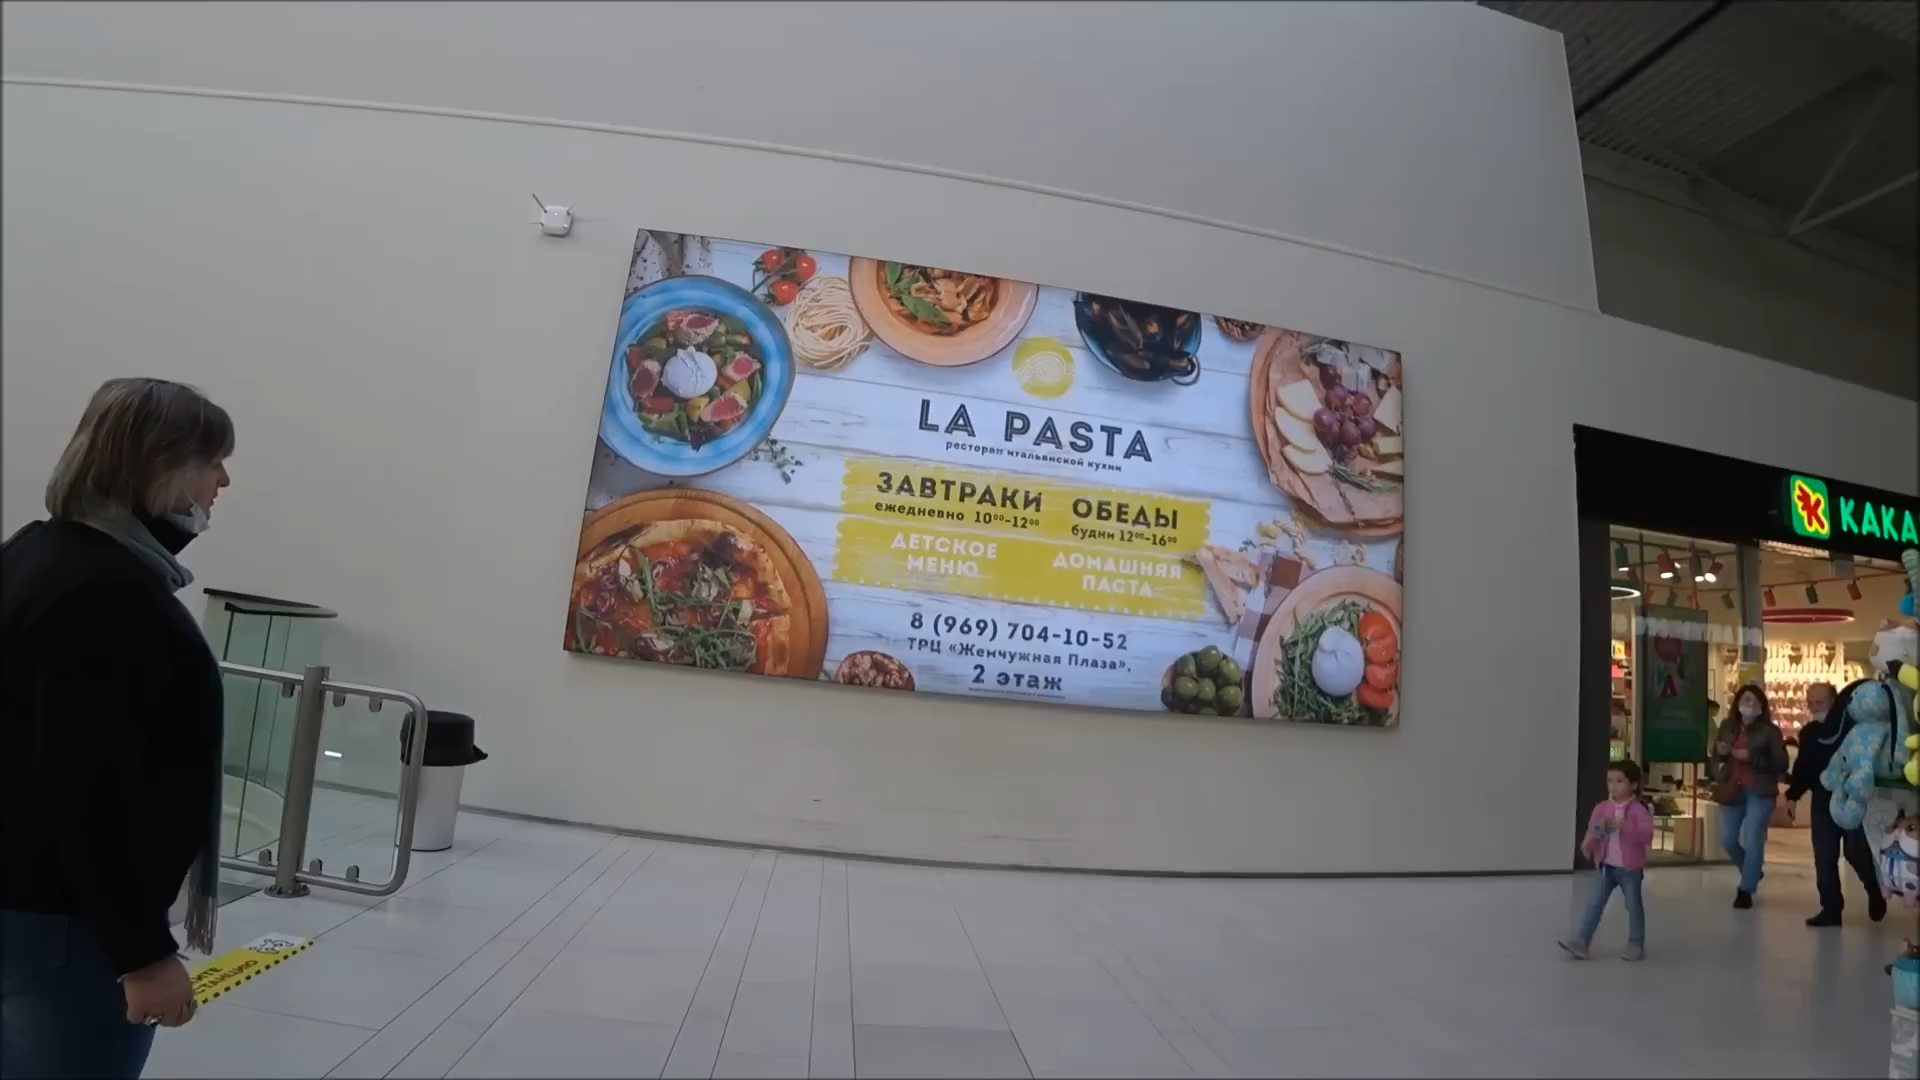 LA PASTA
ресторан итальянской кухни
ЗАВТРАКИ
ежедневно 10⁰⁰-12⁰⁰
ОБЕДЫ
будни 12⁰⁰-16⁰⁰
ДЕТСКОЕ
МЕНЮ
ДОМАШНЯЯ
ПАСТА
8 (969) 704-10-52
ТРЦ «Жемчужная Плаза»,
2 этаж
КАКА